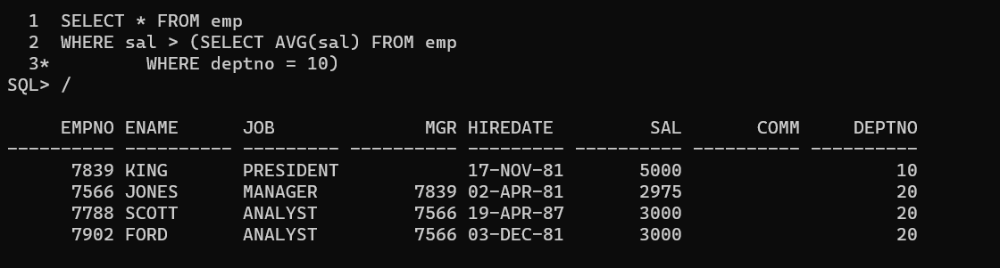 1  SELECT * FROM emp
  2  WHERE sal > (SELECT AVG(sal) FROM emp
  3*         WHERE deptno = 10)
SQL> /
     EMPNO ENAME      JOB              MGR HIREDATE         SAL       COMM     DEPTNO
---------- ---------- --------- ---------- --------- ---------- ---------- ----------
      7839 KING       PRESIDENT            17-NOV-81       5000                    10
      7566 JONES      MANAGER         7839 02-APR-81       2975                    20
      7788 SCOTT      ANALYST         7566 19-APR-87       3000                    20
      7902 FORD       ANALYST         7566 03-DEC-81       3000                    20